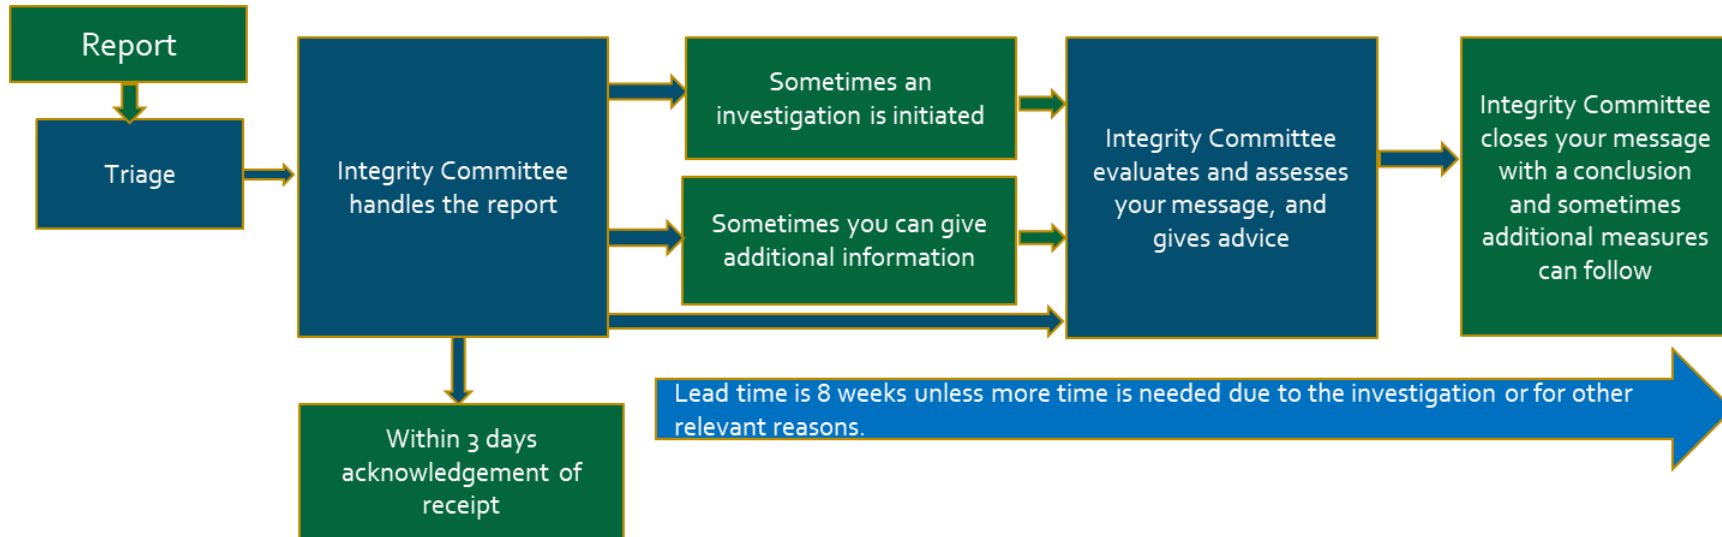 Report
Triage
Integrity Committee
handles the report
Within 3 days
acknowledgement of
receipt
Sometimes an
investigation is initiated
Sometimes you can give
additional information
Integrity Committee
evaluates and assesses
your message, and
gives advice
Integrity Committee
closes your message
with a conclusion
and sometimes
additional measures
can follow
Lead time is 8 weeks unless more time is needed due to the investigation or for other
relevant reasons.